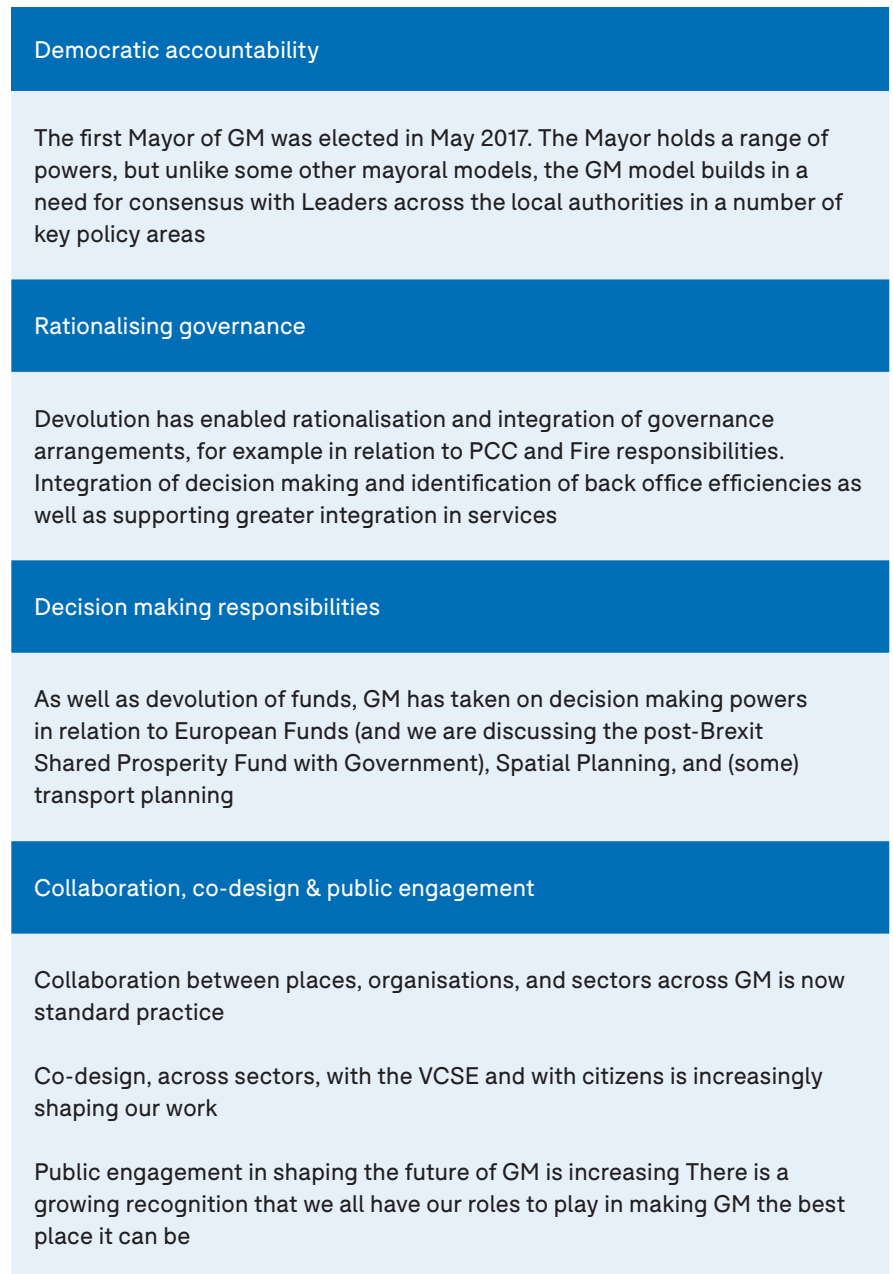 Democratic accountability
The first Mayor of GM was elected in May 2017. The Mayor holds a range of
powers, but unlike some other mayoral models, the GM model builds in a
need for consensus with Leaders across the local authorities in a number of
key policy areas
Rationalising governance
Devolution has enabled rationalisation and integration of governance
arrangements, for example in relation to PCC and Fire responsibilities.
Integration of decision making and identification of back office efficiencies as
well as supporting greater integration in services
Decision making responsibilities
As well as devolution of funds, GM has taken on decision making powers
in relation to European Funds (and we are discussing the post-Brexit
Shared Prosperity Fund with Government), Spatial Planning, and (some)
transport planning
Collaboration, co-design & public engagement
Collaboration between places, organisations, and sectors across GM is now
standard practice
Co-design, across sectors, with the VCSE and with citizens is increasingly
shaping our work
Public engagement in shaping the future of GM is increasing There is a
growing recognition that we all have our roles to play in making GM the best
place it can be